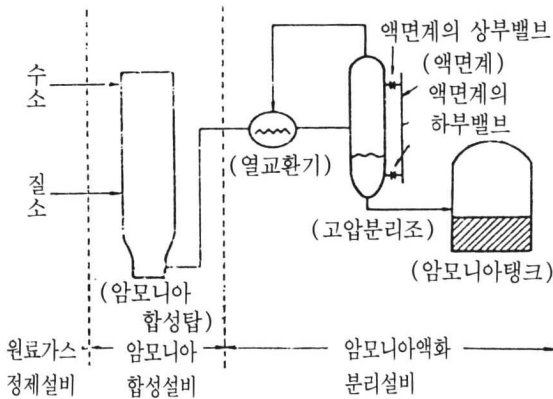 수소
질소
액면계의 상부밸브
(액면계)
액면계의
하부밸브
(열교환기)
(고압분리조)
(암모니아탱크)
(암모니아
합성탑)
원료가스
정제설비
암모니아
합성설비
암모니아액화
분리설비